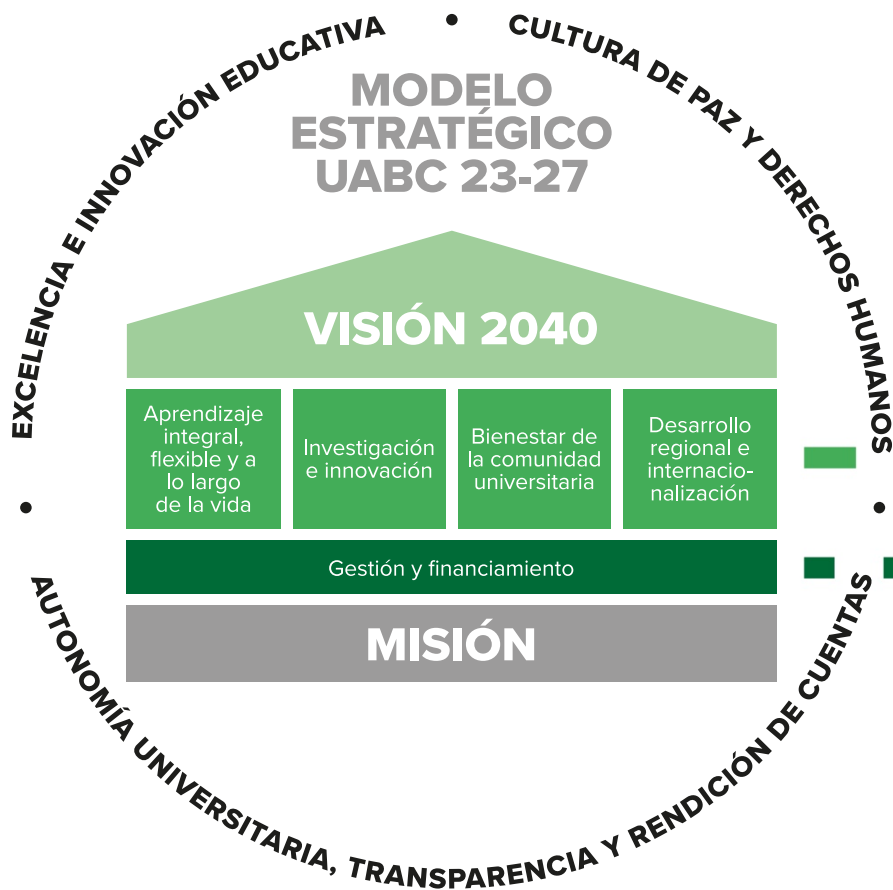 EXCELENCIA E INNOVACIÓN EDUCATIVA
•
CULTURA DE PAZ Y DERECHOS HUMANOS
•
MODELO
ESTRATÉGICO
UABC 23-27
VISIÓN 2040
Aprendizaje
integral,
flexible y a
lo largo
de la vida
Investigación
e innovación
Bienestar de
la comunidad
universitaria
Desarrollo
regional e
internacio-
nalización
Gestión y financiamiento
MISIÓN
•
AUTONOMÍA UNIVERSITARIA, TRANSPARENCIA Y RENDICIÓN DE CUENTAS